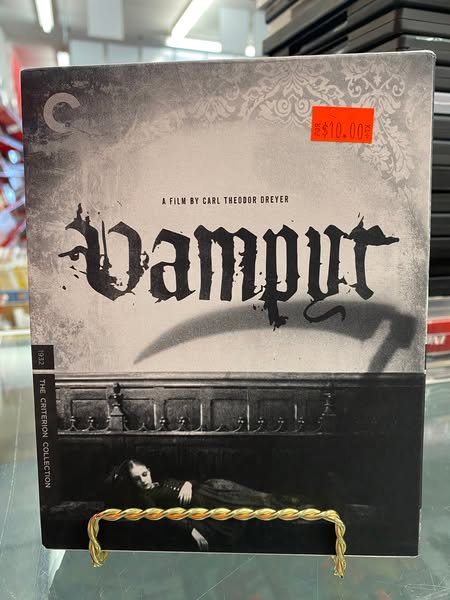 $10.00
A FILM BY CARL THEODOR DREYER
Vampyr
1932
THE CRITERION COLLECTION